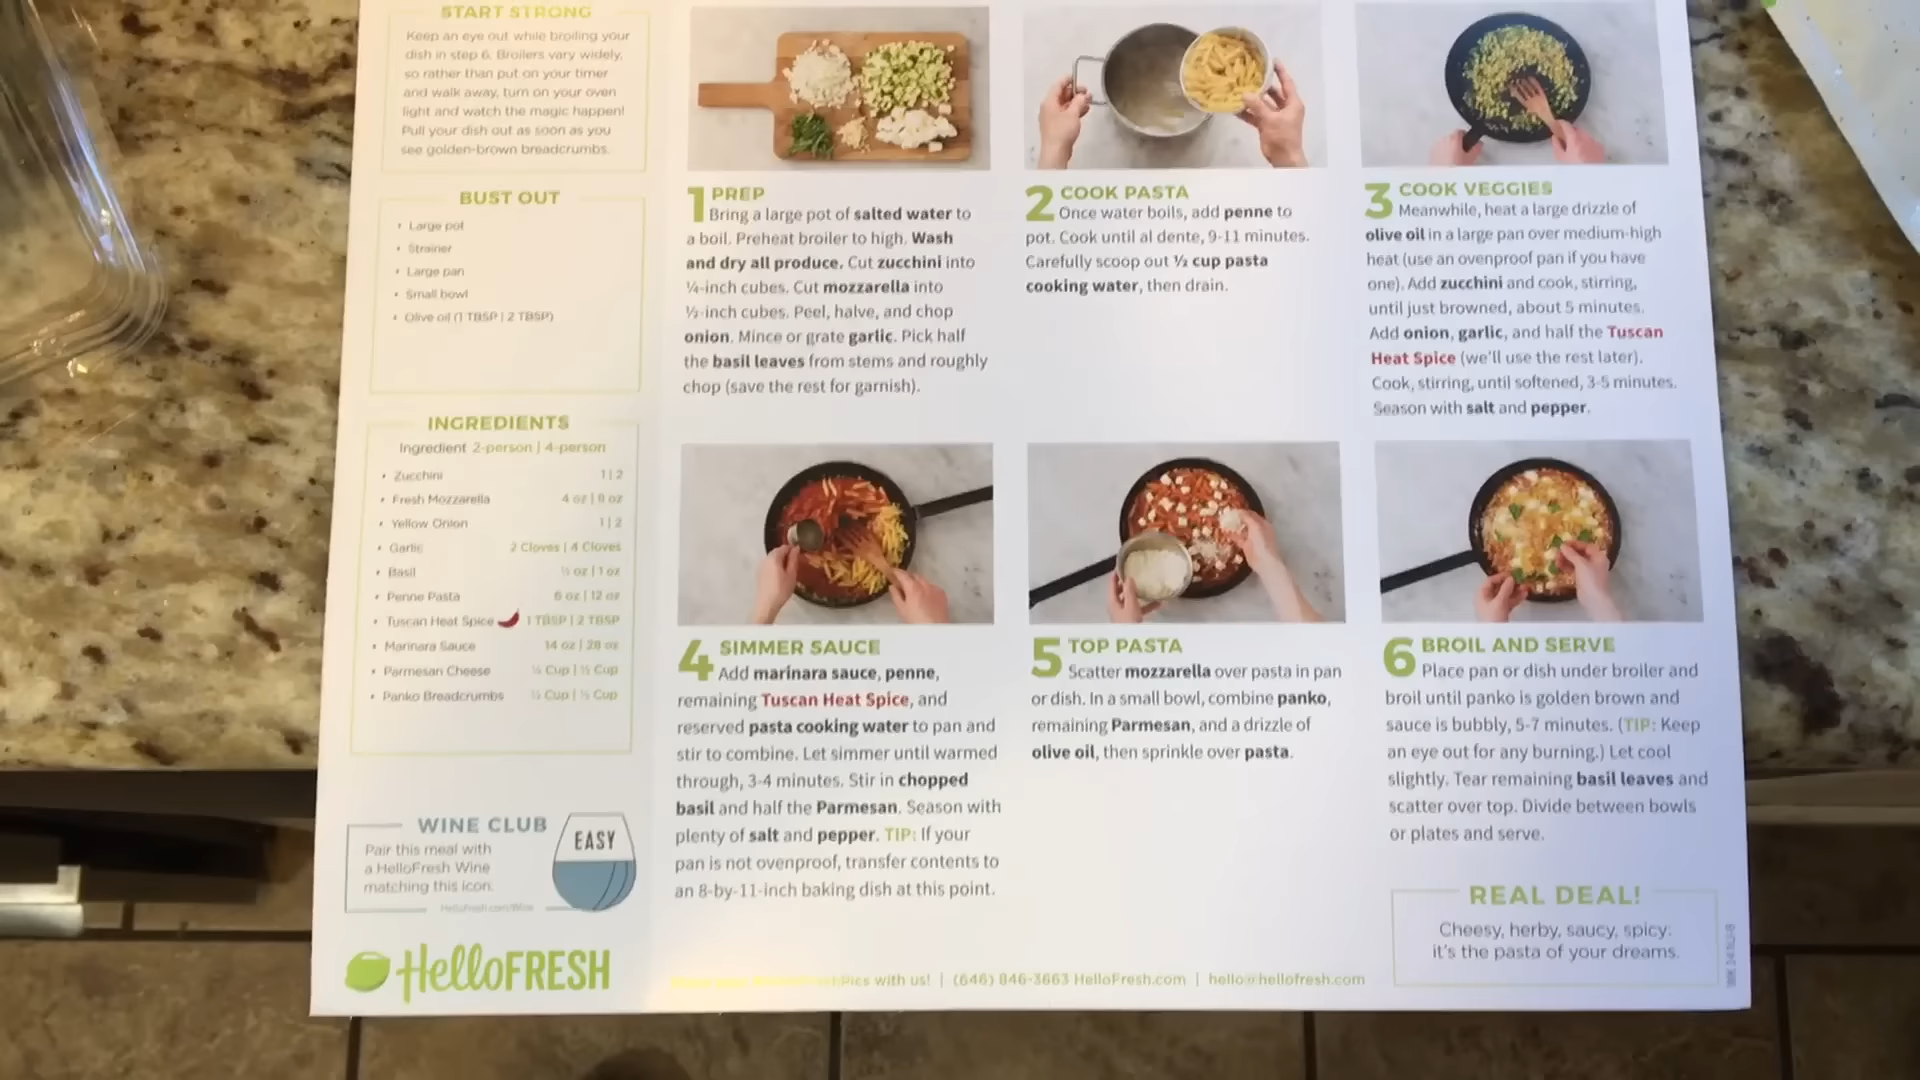 START STRONG
Keep an eye out while broiling your
dish in step 6. Broilers vary widely,
so rather than put on your timer
and walk away, turn on your oven
light and watch the magic happen!
Pull your dish out as soon as you
see golden-brown breadcrumbs.
BUST OUT
• Large pot
• Strainer
• Large pan
• Small bowl
• Olive oil (1 TBSP | 2 TBSP)
INGREDIENTS
Ingredient 2-person | 4-person
• Zucchini 1 | 2
• Fresh Mozzarella 4 oz | 8 oz
• Yellow Onion 1 | 2
• Garlic 2 Cloves | 4 Cloves
• Basil ½ oz | 1 oz
• Penne Pasta 6 oz | 12 oz
• Tuscan Heat Spice 1 TBSP | 2 TBSP
• Marinara Sauce 14 oz | 28 oz
• Parmesan Cheese ¼ Cup | ½ Cup
• Panko Breadcrumbs ¼ Cup | ½ Cup
WINE CLUB
Pair this meal with
a HelloFresh Wine
matching this icon.
HelloFresh.com/Wine
EASY
HelloFRESH
1 PREP
Bring a large pot of salted water to
a boil. Preheat broiler to high. Wash
and dry all produce. Cut zucchini into
¼-inch cubes. Cut mozzarella into
½-inch cubes. Peel, halve, and chop
onion. Mince or grate garlic. Pick half
the basil leaves from stems and roughly
chop (save the rest for garnish).
2 COOK PASTA
Once water boils, add penne to
pot. Cook until al dente, 9-11 minutes.
Carefully scoop out ½ cup pasta
cooking water, then drain.
3 COOK VEGGIES
Meanwhile, heat a large drizzle of
olive oil in a large pan over medium-high
heat (use an ovenproof pan if you have
one). Add zucchini and cook, stirring,
until just browned, about 5 minutes.
Add onion, garlic, and half the Tuscan
Heat Spice (we'll use the rest later).
Cook, stirring, until softened, 3-5 minutes.
Season with salt and pepper.
4 SIMMER SAUCE
Add marinara sauce, penne,
remaining Tuscan Heat Spice, and
reserved pasta cooking water to pan and
stir to combine. Let simmer until warmed
through, 3-4 minutes. Stir in chopped
basil and half the Parmesan. Season with
plenty of salt and pepper. TIP: If your
pan is not ovenproof, transfer contents to
an 8-by-11-inch baking dish at this point.
5 TOP PASTA
Scatter mozzarella over pasta in pan
or dish. In a small bowl, combine panko,
remaining Parmesan, and a drizzle of
olive oil, then sprinkle over pasta.
6 BROIL AND SERVE
Place pan or dish under broiler and
broil until panko is golden brown and
sauce is bubbly, 5-7 minutes. (TIP: Keep
an eye out for any burning.) Let cool
slightly. Tear remaining basil leaves and
scatter over top. Divide between bowls
or plates and serve.
REAL DEAL!
Cheesy, herby, saucy, spicy:
it's the pasta of your dreams.
Pics with us! | (646) 846-3663 HelloFresh.com | hello@hellofresh.com